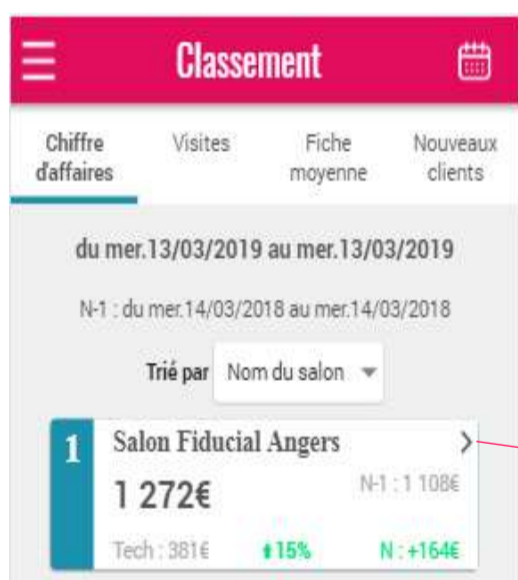 Classement
Chiffre d'affaires
Visites
Fiche moyenne
Nouveaux clients
du mer.13/03/2019 au mer.13/03/2019
N-1 : du mer.14/03/2018 au mer.14/03/2018
Trié par Nom du salon
1 Salon Fiducial Angers
1 272€ N-1 : 1 108€
Tech : 381€ 15% N : +164€